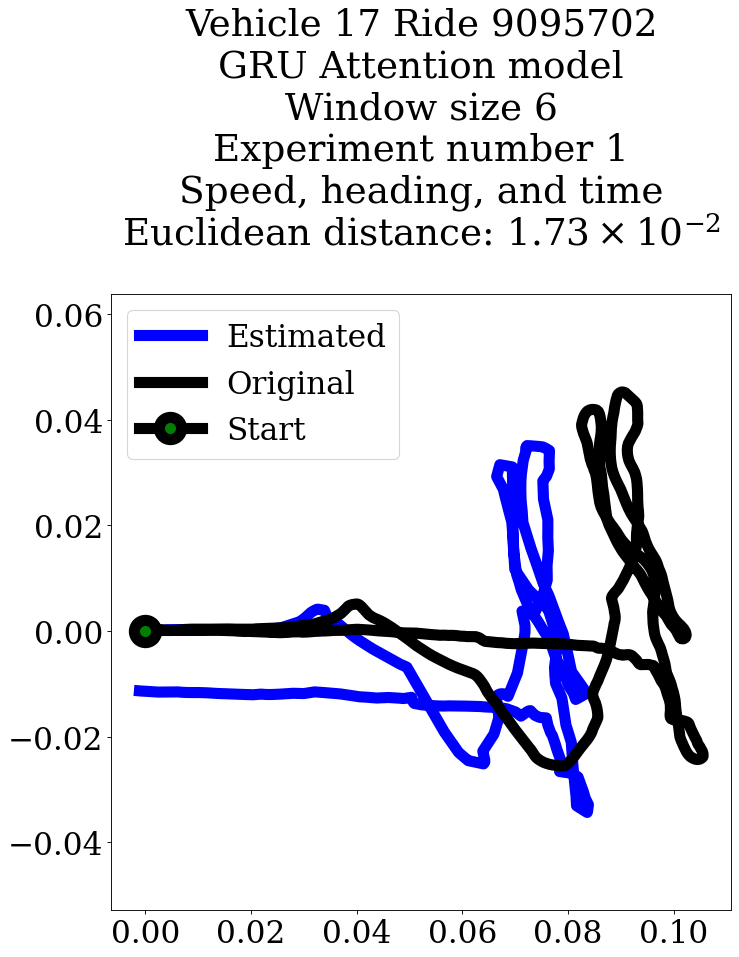 Vehicle 17 Ride 9095702
GRU Attention model
Window size 6
Experiment number 1
Speed, heading, and time
Euclidean distance: 1.73 × 10⁻²
0.06
0.04
0.02
0.00
−0.02
−0.04
Estimated
Original
Start
0.00 0.02 0.04 0.06 0.08 0.10